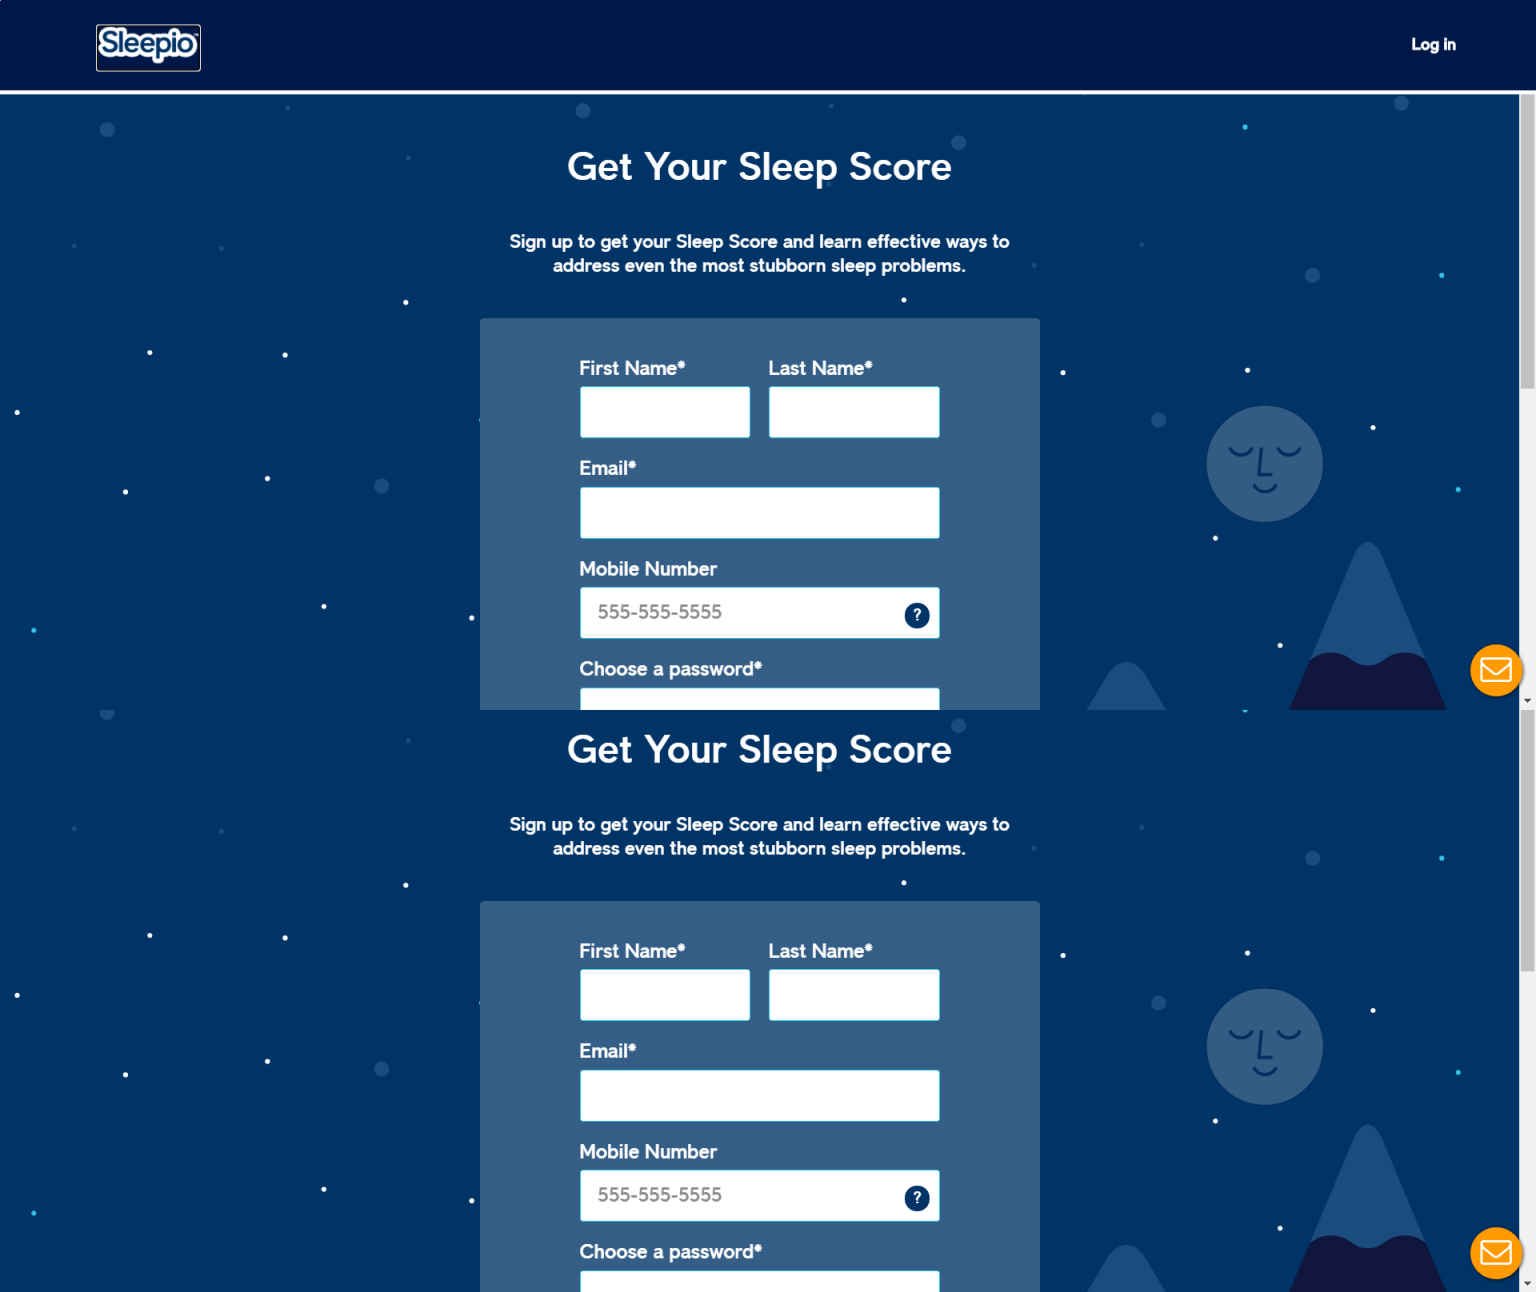 Sleepio™
Log in
Get Your Sleep Score
Sign up to get your Sleep Score and learn effective ways to
address even the most stubborn sleep problems.
First Name* Last Name*
Email*
Mobile Number
555-555-5555 ?
Choose a password*
Get Your Sleep Score
Sign up to get your Sleep Score and learn effective ways to
address even the most stubborn sleep problems.
First Name* Last Name*
Email*
Mobile Number
555-555-5555 ?
Choose a password*